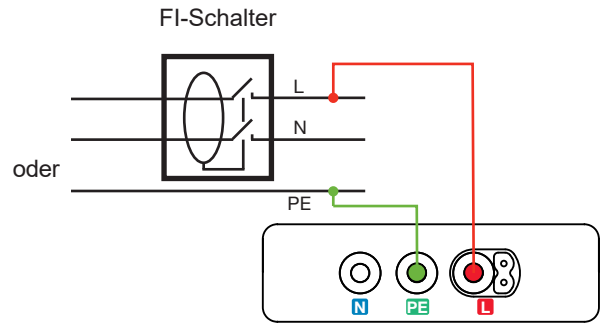 FI-Schalter
L
N
oder
PE
N PE L